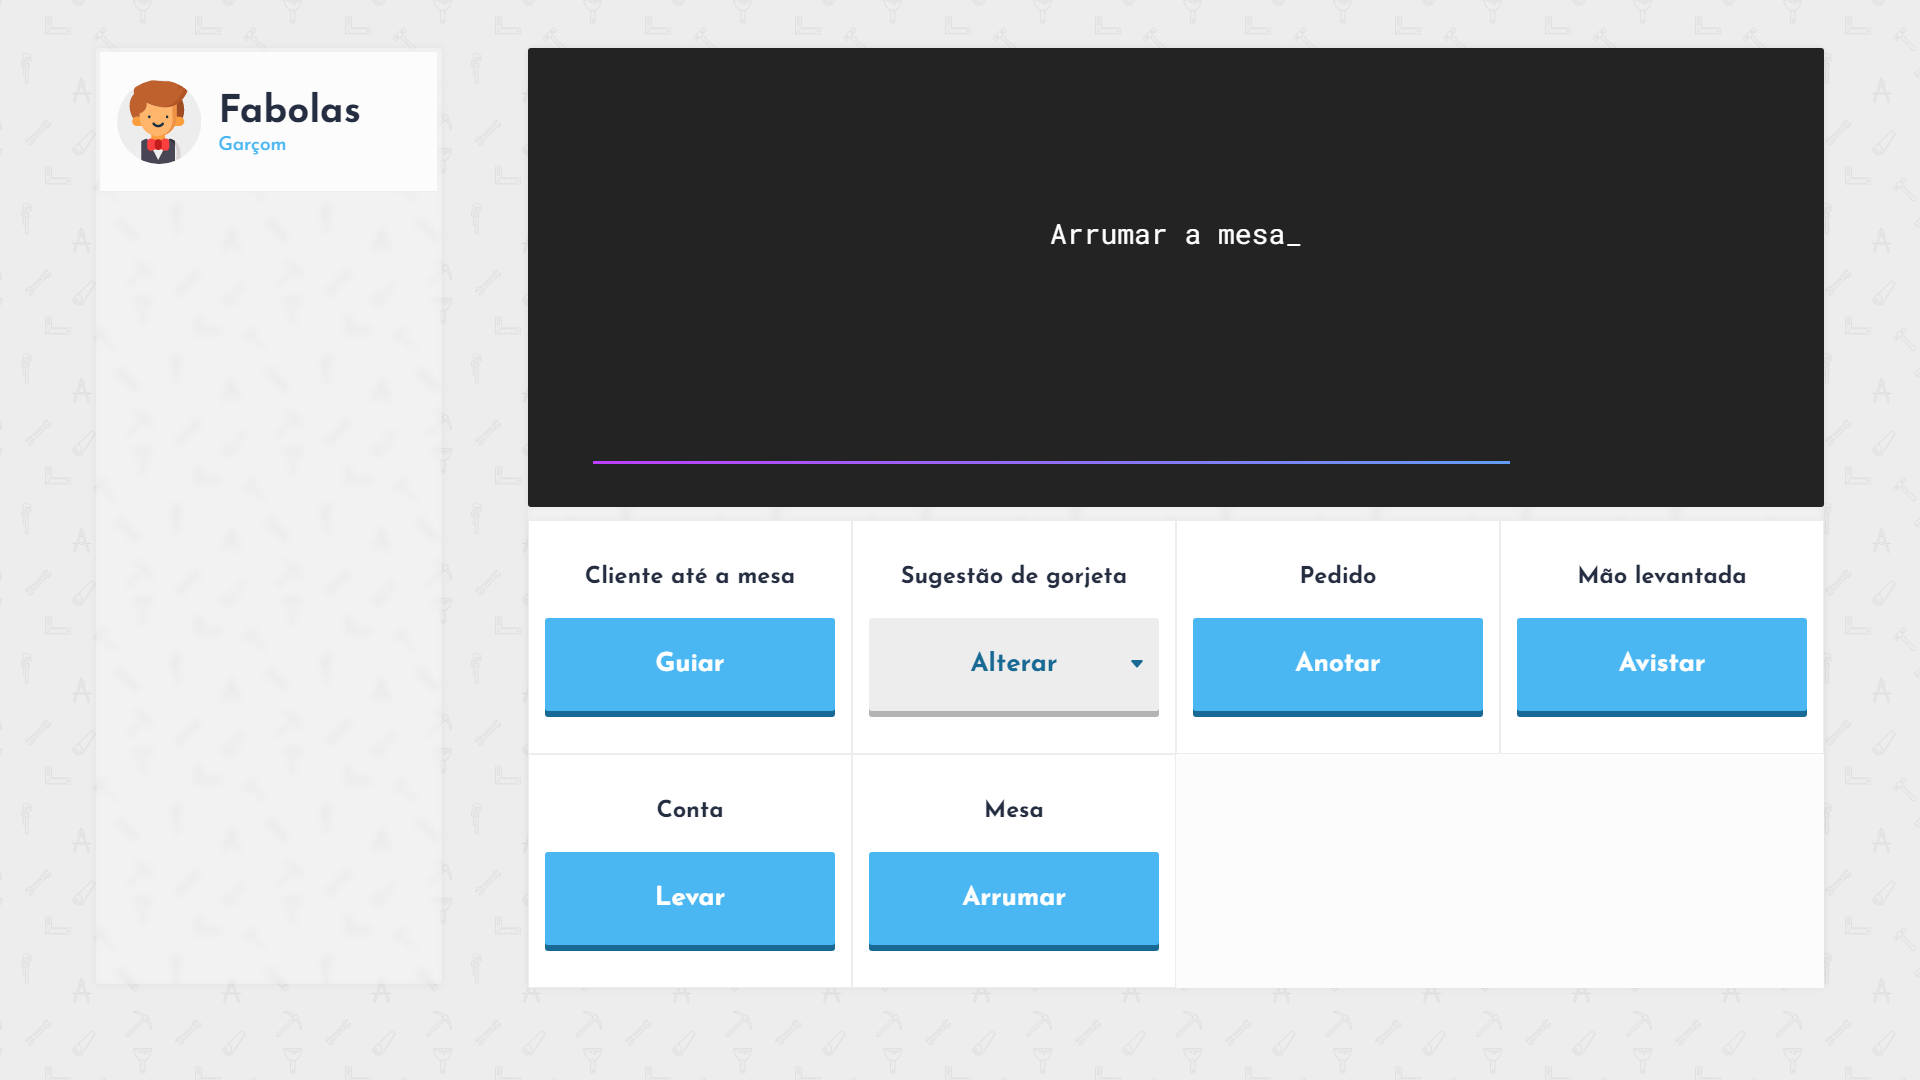 Fabolas
Garçom
Arrumar a mesa_
Cliente até a mesa
Guiar
Sugestão de gorjeta
Alterar
Pedido
Anotar
Mão levantada
Avistar
Conta
Levar
Mesa
Arrumar